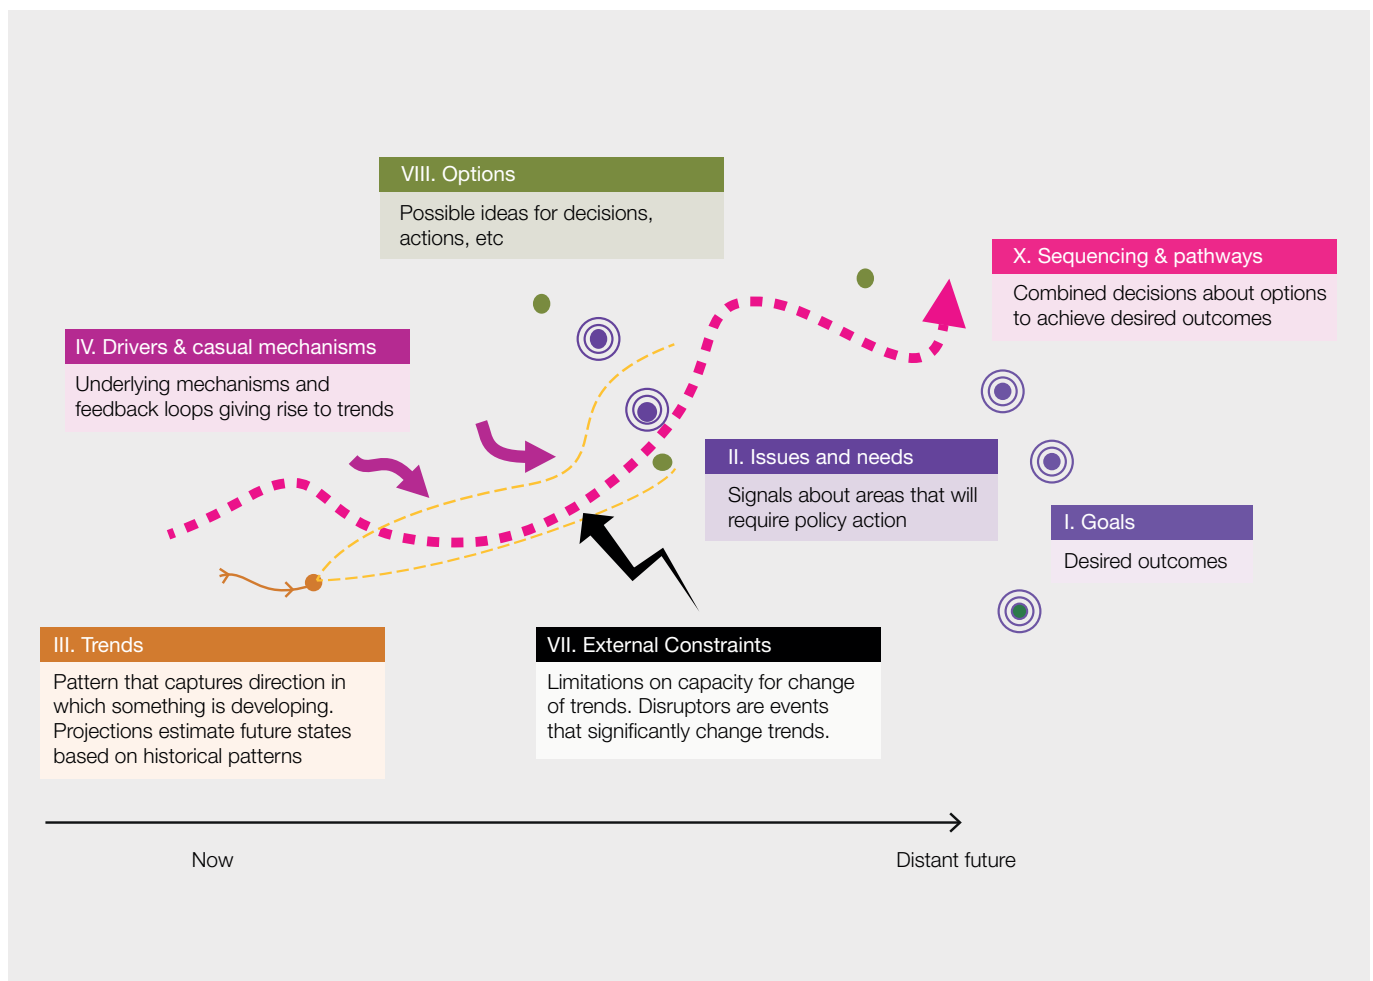 VIII. Options
Possible ideas for decisions,
actions, etc
X. Sequencing & pathways
Combined decisions about options
to achieve desired outcomes
IV. Drivers & casual mechanisms
Underlying mechanisms and
feedback loops giving rise to trends
II. Issues and needs
Signals about areas that will
require policy action
I. Goals
Desired outcomes
III. Trends
Pattern that captures direction in
which something is developing.
Projections estimate future states
based on historical patterns
VII. External Constraints
Limitations on capacity for change
of trends. Disruptors are events
that significantly change trends.
Now
Distant future